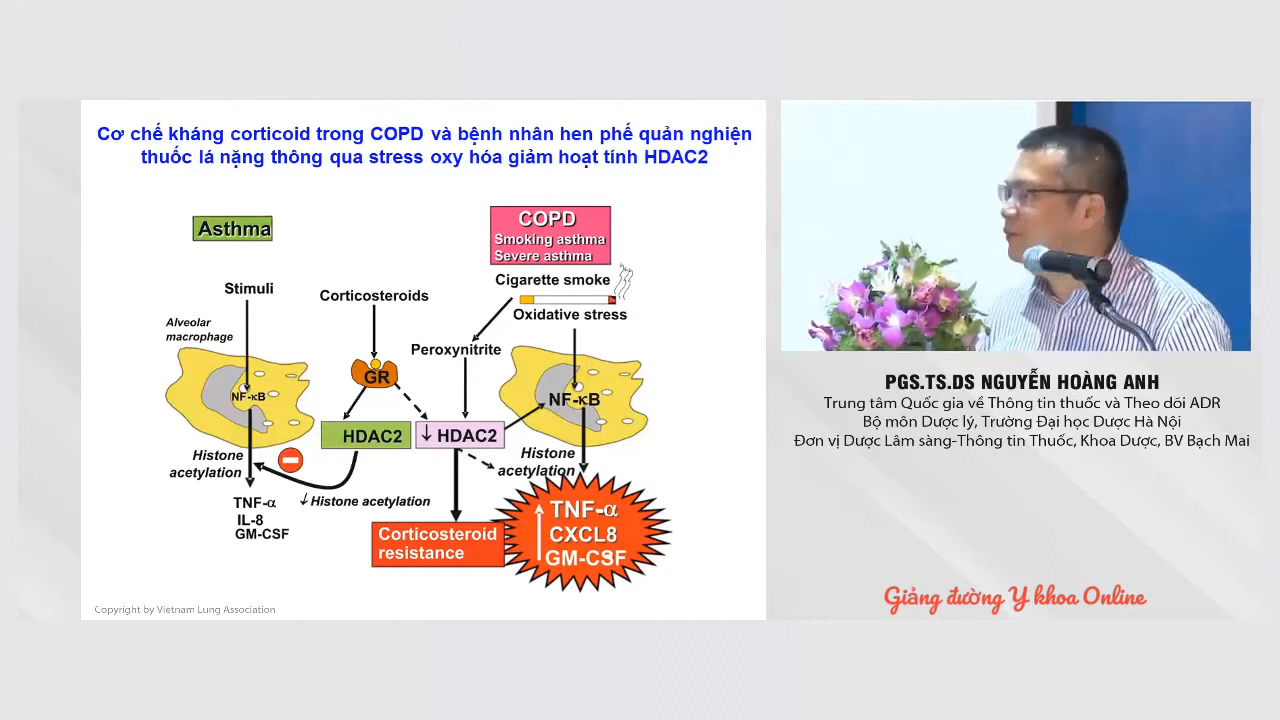 Cơ chế kháng corticoid trong COPD và bệnh nhân hen phế quản nghiện
thuốc lá nặng thông qua stress oxy hóa giảm hoạt tính HDAC2
Asthma
COPD
Smoking asthma
Severe asthma
Stimuli
Corticosteroids
Cigarette smoke
Oxidative stress
Alveolar
macrophage
Peroxynitrite
NF-κB
GR
NF-κB
HDAC2
↓ HDAC2
Histone
acetylation
Histone
acetylation
↓ Histone acetylation
TNF-α
IL-8
GM-CSF
Corticosteroid
resistance
TNF-α
CXCL8
GM-CSF
Copyright by Vietnam Lung Association
PGS.TS.DS NGUYỄN HOÀNG ANH
Trung tâm Quốc gia về Thông tin thuốc và Theo dõi ADR
Bộ môn Dược lý, Trường Đại học Dược Hà Nội
Đơn vị Dược Lâm sàng-Thông tin Thuốc, Khoa Dược, BV Bạch Mai
Giảng đường Y khoa Online